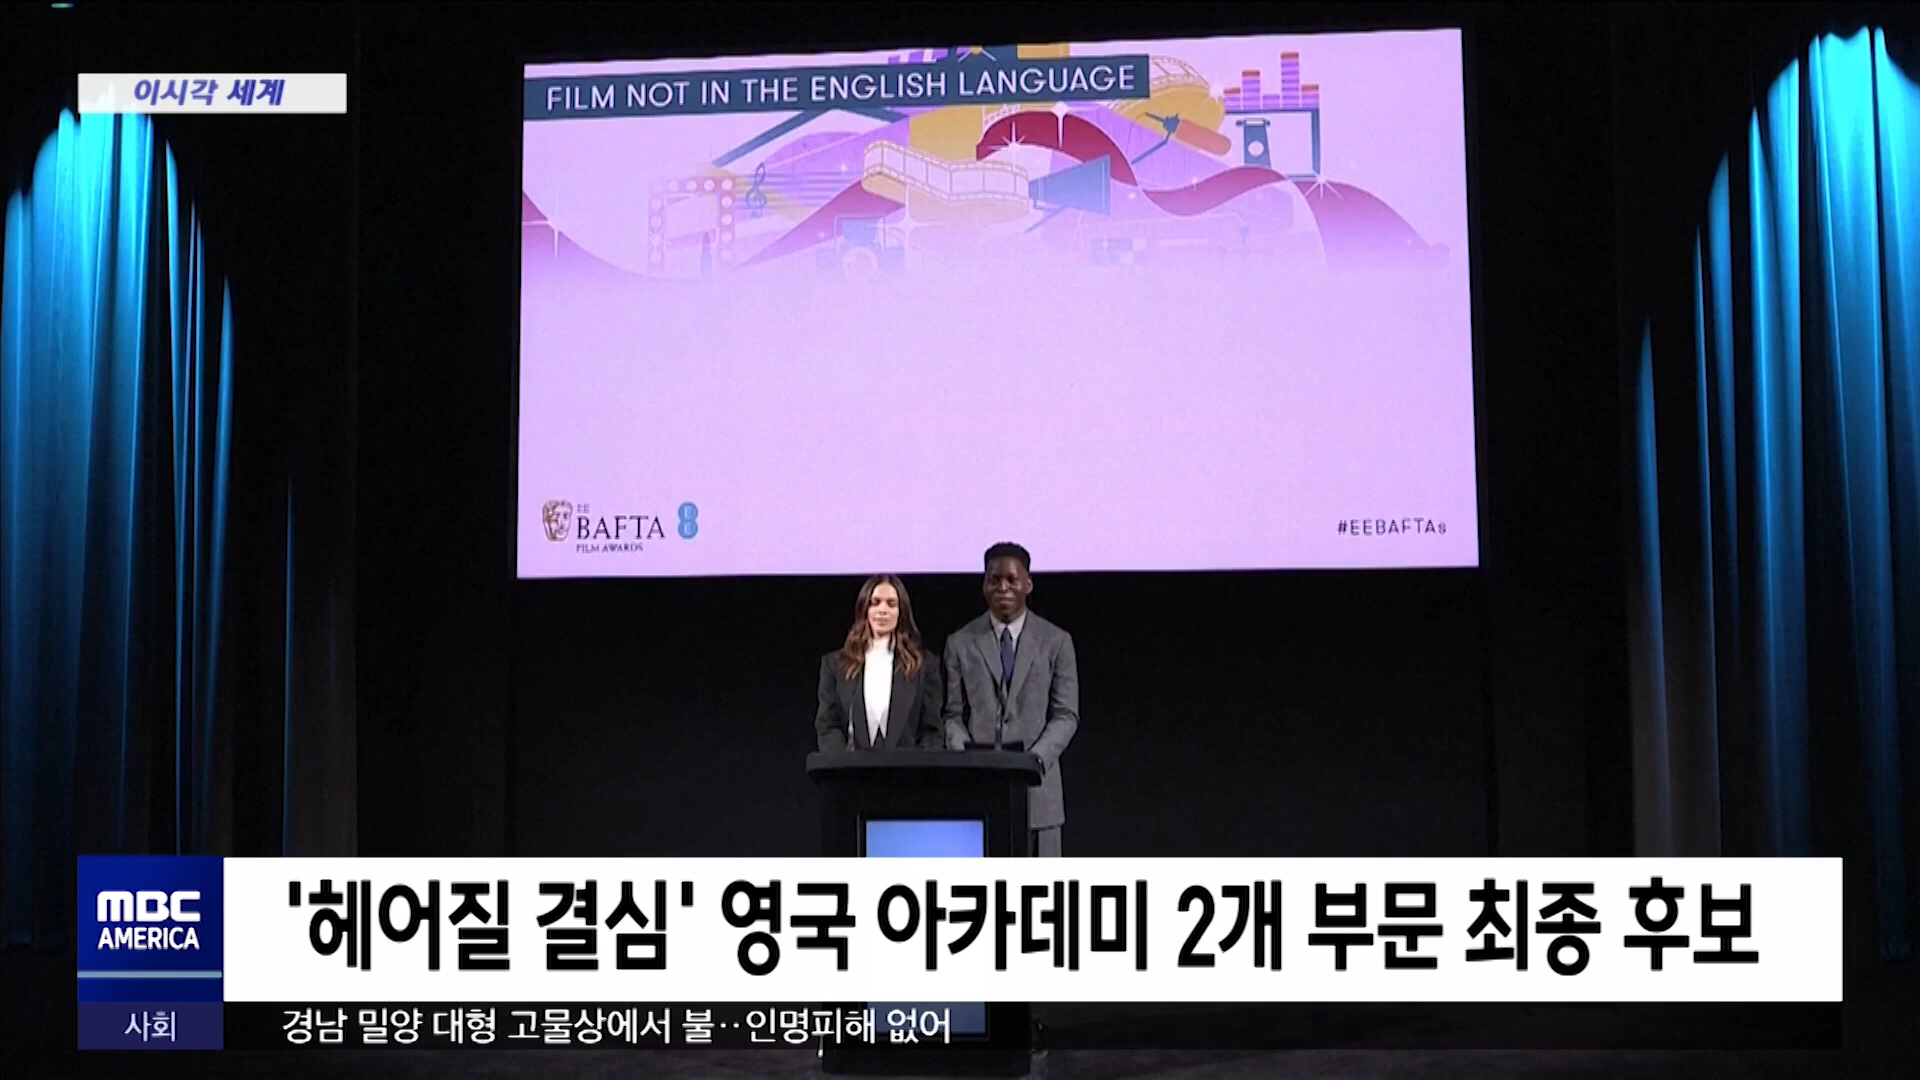 이시각 세계
FILM NOT IN THE ENGLISH LANGUAGE
EE
BAFTA
FILM AWARDS
EE
#EEBAFTAs
MBC
AMERICA
'헤어질 결심' 영국 아카데미 2개 부문 최종 후보
사회
경남 밀양 대형 고물상에서 불‥인명피해 없어